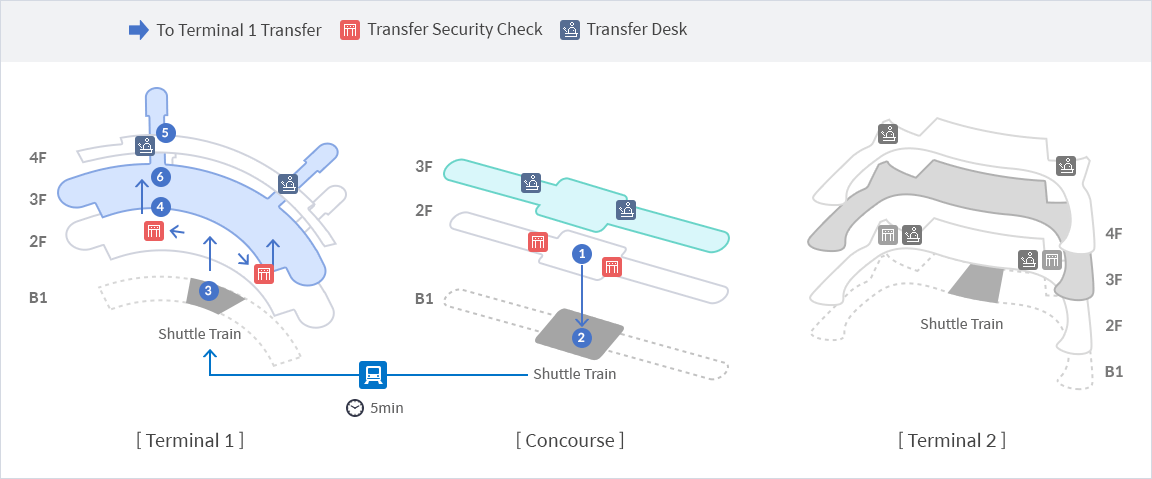 To Terminal 1 Transfer
Transfer Security Check
Transfer Desk
4F
3F
2F
B1
5
6
4
3
Shuttle Train
3F
2F
B1
1
2
Shuttle Train
5min
4F
3F
2F
B1
Shuttle Train
[ Terminal 1 ]
[ Concourse ]
[ Terminal 2 ]